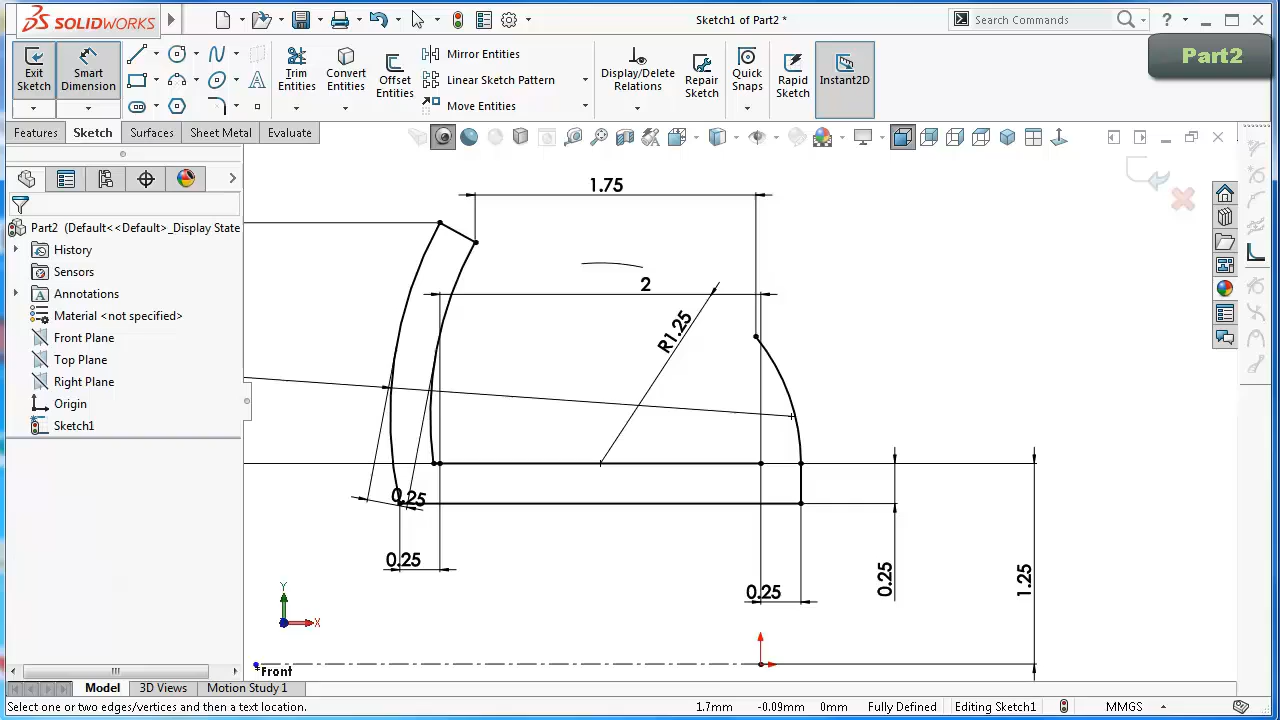 SOLIDWORKS
Sketch1 of Part2 *
Search Commands
?
Part2
Exit Sketch
Smart Dimension
Trim Entities
Convert Entities
Offset Entities
Mirror Entities
Linear Sketch Pattern
Move Entities
Display/Delete Relations
Repair Sketch
Quick Snaps
Rapid Sketch
Instant2D
Features
Sketch
Surfaces
Sheet Metal
Evaluate
Part2 (Default<<Default>_Display State
History
Sensors
Annotations
Material <not specified>
Front Plane
Top Plane
Right Plane
Origin
Sketch1
1.75
2
R1.25
0.25
0.25
0.25
0.25
1.25
Y
X
*Front
Model
3D Views
Motion Study 1
Select one or two edges/vertices and then a text location.
1.7mm
-0.09mm
0mm
Fully Defined
Editing Sketch1
MMGS